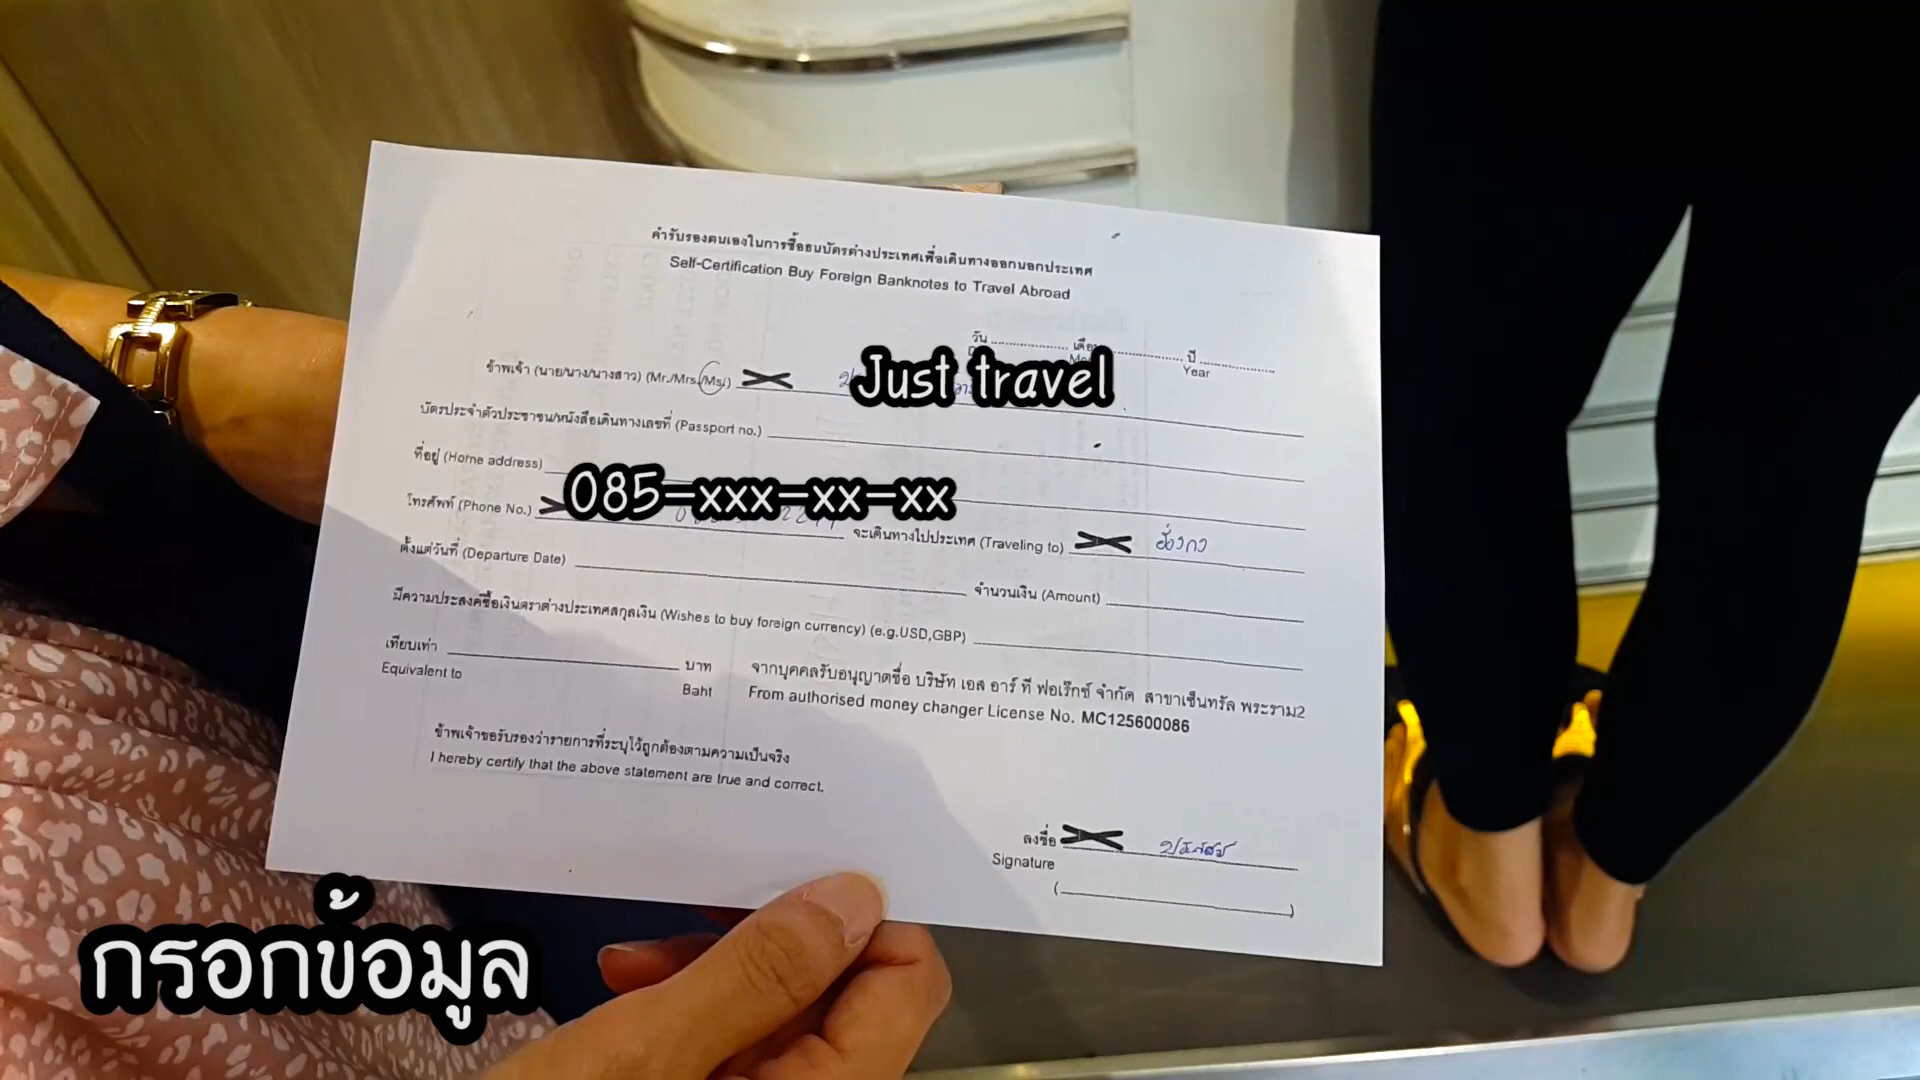 คำรับรองตนเองในการซื้อธนบัตรต่างประเทศเพื่อเดินทางออกนอกประเทศ
Self-Certification Buy Foreign Banknotes to Travel Abroad
วัน .................... เดือน .................... ปี ....................
Year
ข้าพเจ้า (นาย/นาง/นางสาว) (Mr./Mrs./Ms.) Just travel
บัตรประจำตัวประชาชน/หนังสือเดินทางเลขที่ (Passport no.)
ที่อยู่ (Home address)
โทรศัพท์ (Phone No.) 085-xxx-xx-xx จะเดินทางไปประเทศ (Traveling to) ฮ่องกง
ตั้งแต่วันที่ (Departure Date) จำนวนเงิน (Amount)
มีความประสงค์ซื้อเงินตราต่างประเทศสกุลเงิน (Wishes to buy foreign currency) (e.g.USD,GBP)
เทียบเท่า บาท จากบุคคลรับอนุญาตชื่อ บริษัท เอส อาร์ ที ฟอเร็กซ์ จำกัด สาขาเซ็นทรัล พระราม2
Equivalent to Baht From authorised money changer License No. MC125600086
ข้าพเจ้าขอรับรองว่ารายการที่ระบุไว้ถูกต้องตามความเป็นจริง
I hereby certify that the above statement are true and correct.
ลงชื่อ
Signature
( )
กรอกข้อมูล